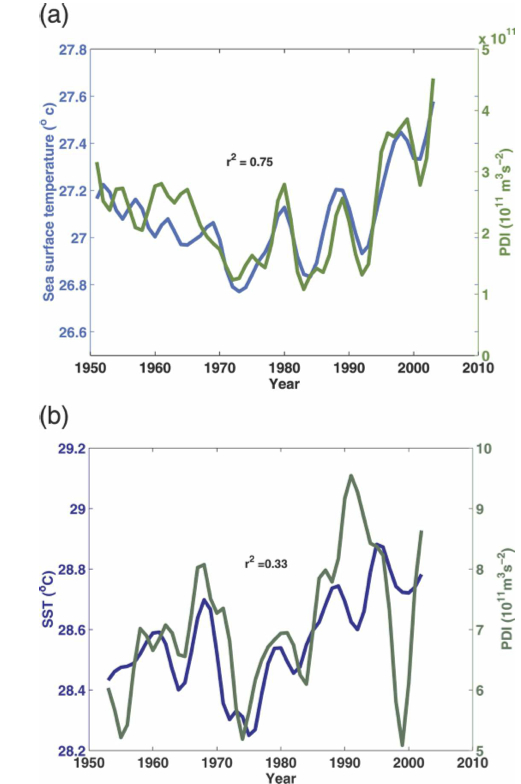 (a)
x 10¹¹
27.8
27.6
27.4
27.2
27
26.8
26.6
Sea surface temperature (° c)
r² = 0.75
5
4
3
2
1
0
PDI (10¹¹ m³s⁻²)
1950 1960 1970 1980 1990 2000 2010
Year
(b)
29.2
29
28.8
28.6
28.4
28.2
SST (°C)
r² =0.33
10
9
8
7
6
5
PDI (10¹¹m³s⁻²)
1950 1960 1970 1980 1990 2000 2010
Year